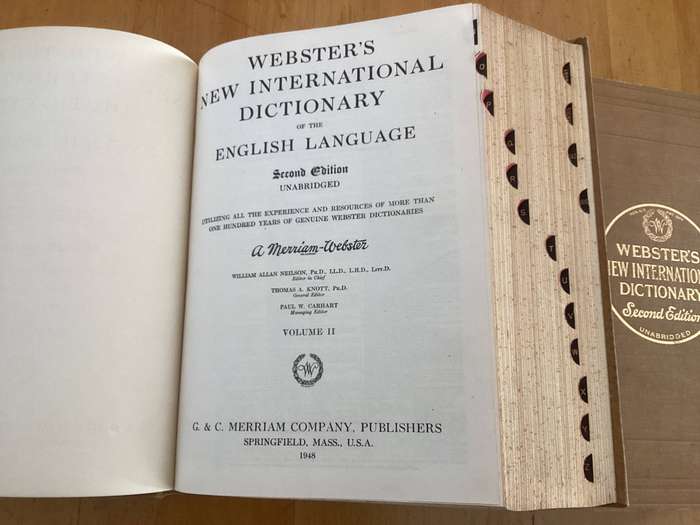 WEBSTER'S
NEW INTERNATIONAL
DICTIONARY
OF THE
ENGLISH LANGUAGE
Second Edition
UNABRIDGED
UTILIZING ALL THE EXPERIENCE AND RESOURCES OF MORE THAN
ONE HUNDRED YEARS OF GENUINE WEBSTER DICTIONARIES
A Merriam-Webster
WILLIAM ALLAN NEILSON, PH.D., LL.D., L.H.D., LITT.D.
Editor in Chief
THOMAS A. KNOTT, PH.D.
General Editor
PAUL W. CARHART
Managing Editor
VOLUME II
W
G. & C. MERRIAM COMPANY, PUBLISHERS
SPRINGFIELD, MASS., U.S.A.
1948
O
P
Q
R
S
T
U
V
W
X
Y
Z
WEBSTER'S
NEW INTERNATION
DICTIONARY
Second Edition
UNABRIDGED